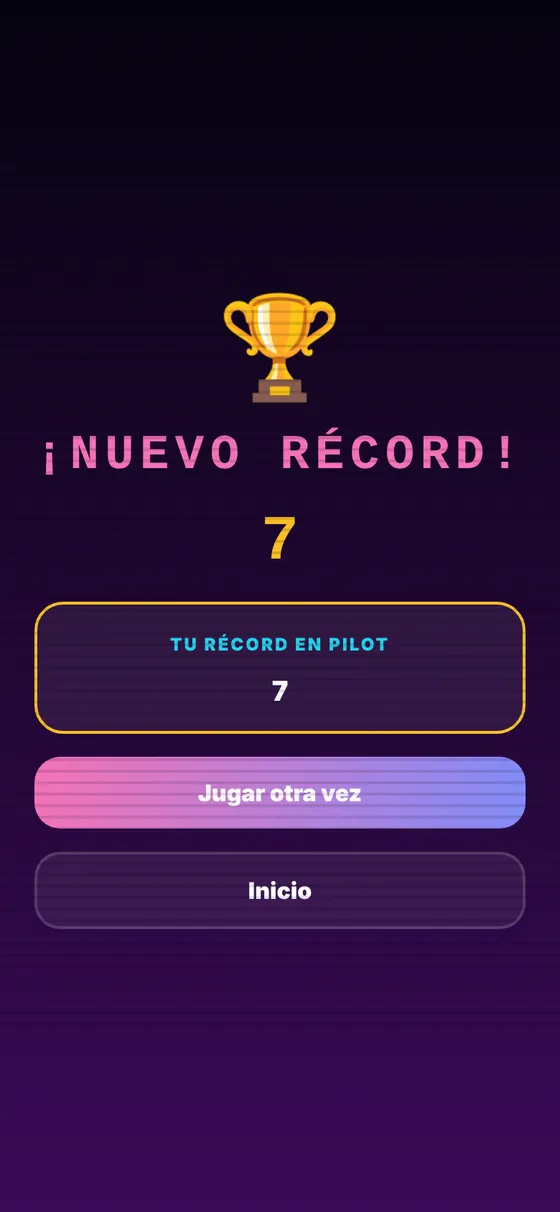 ¡NUEVO RÉCORD!
7
TU RÉCORD EN PILOT
7
Jugar otra vez
Inicio